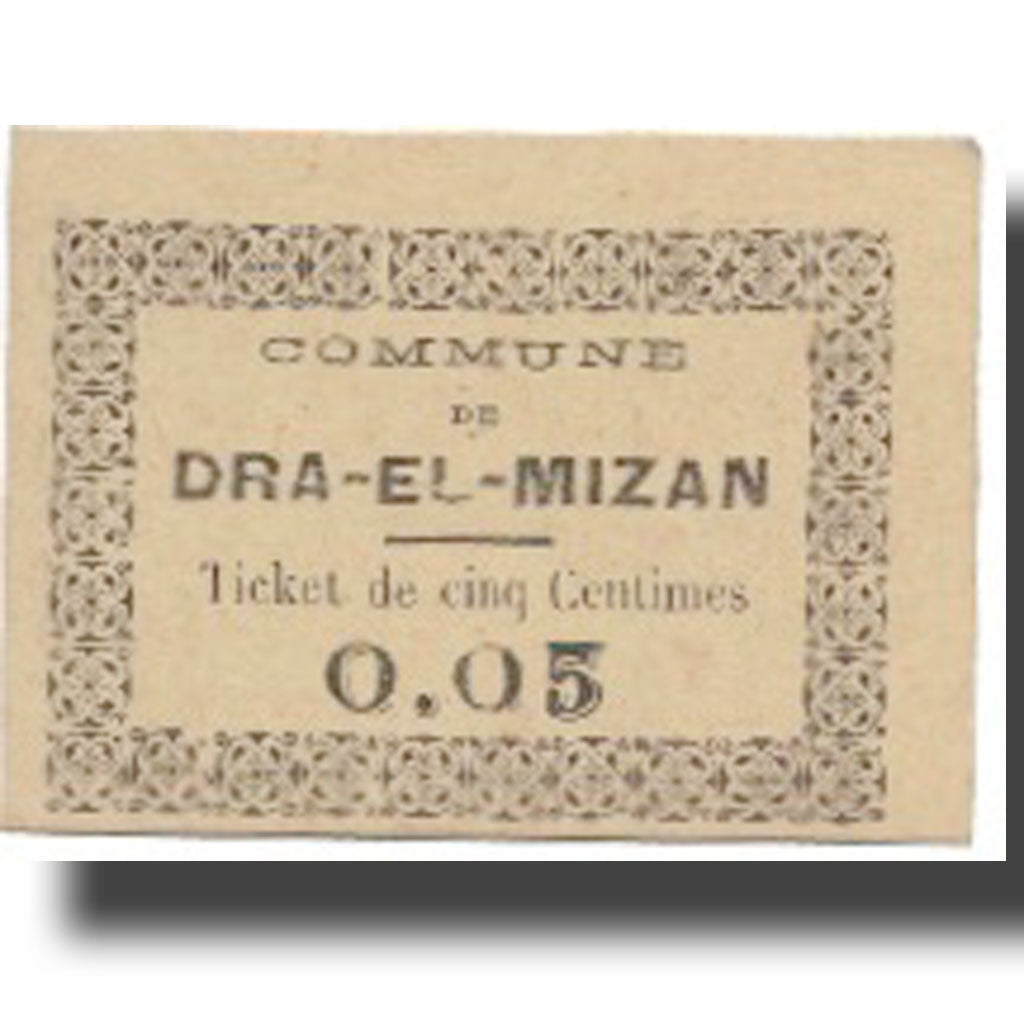 COMMUNE
DE
DRA-EL-MIZAN
Ticket de cinq Centimes
0.05